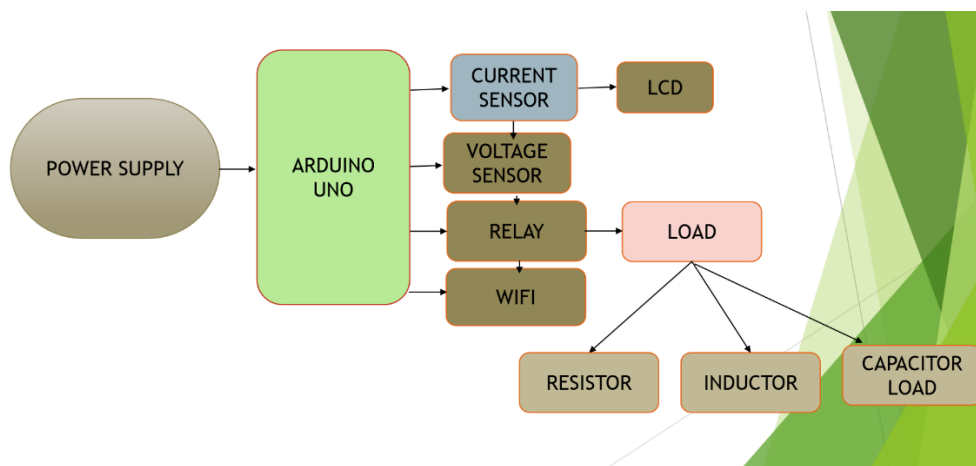 POWER SUPPLY
ARDUINO
UNO
CURRENT
SENSOR
LCD
VOLTAGE
SENSOR
RELAY
LOAD
WIFI
RESISTOR
INDUCTOR
CAPACITOR
LOAD